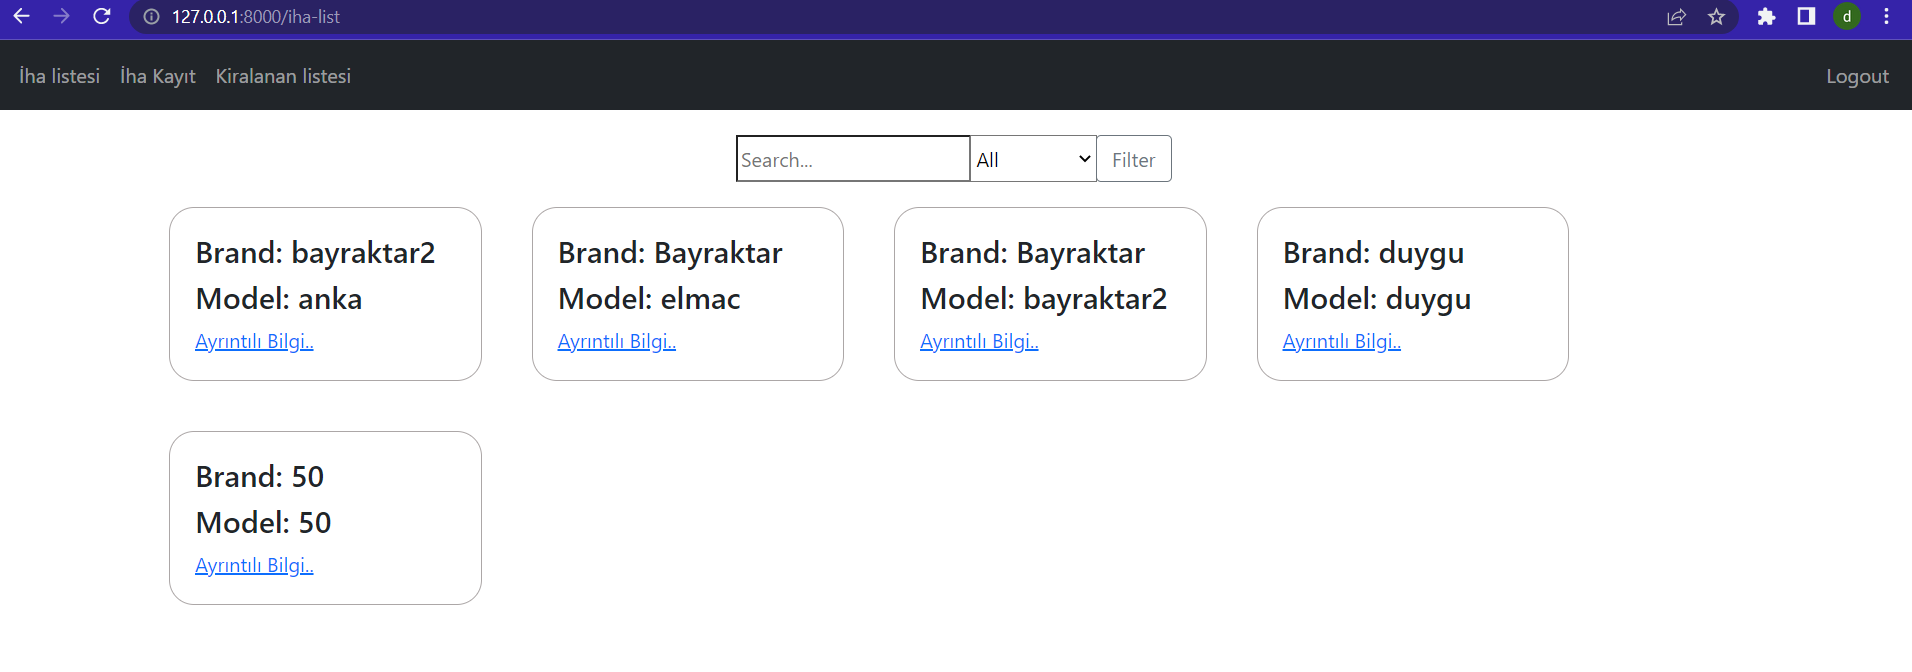 127.0.0.1:8000/iha-list
d
İha listesi İha Kayıt Kiralanan listesi Logout
Search... All Filter
Brand: bayraktar2
Model: anka
Ayrıntılı Bilgi..
Brand: Bayraktar
Model: elmac
Ayrıntılı Bilgi..
Brand: Bayraktar
Model: bayraktar2
Ayrıntılı Bilgi..
Brand: duygu
Model: duygu
Ayrıntılı Bilgi..
Brand: 50
Model: 50
Ayrıntılı Bilgi..